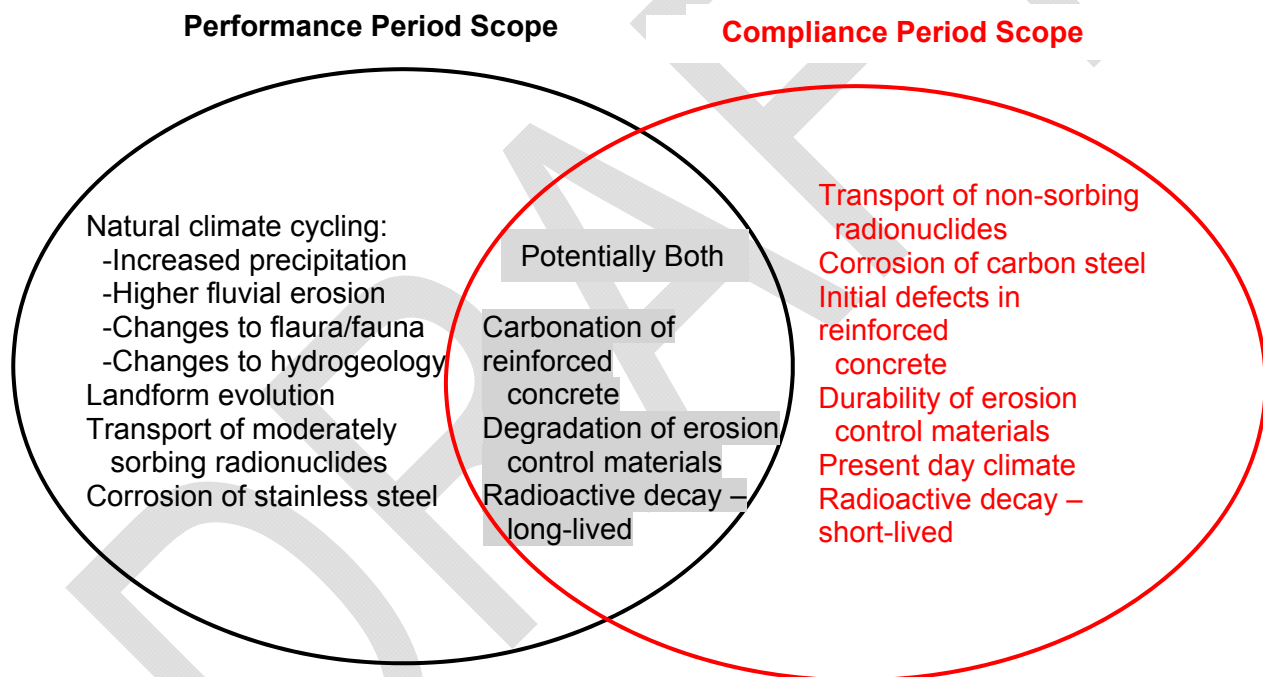 Performance Period Scope
Compliance Period Scope
Natural climate cycling:
-Increased precipitation
-Higher fluvial erosion
-Changes to flaura/fauna
-Changes to hydrogeology
Landform evolution
Transport of moderately
sorbing radionuclides
Corrosion of stainless steel
Potentially Both
Carbonation of
reinforced
concrete
Degradation of erosion
control materials
Radioactive decay –
long-lived
Transport of non-sorbing
radionuclides
Corrosion of carbon steel
Initial defects in
reinforced
concrete
Durability of erosion
control materials
Present day climate
Radioactive decay –
short-lived
DRAF